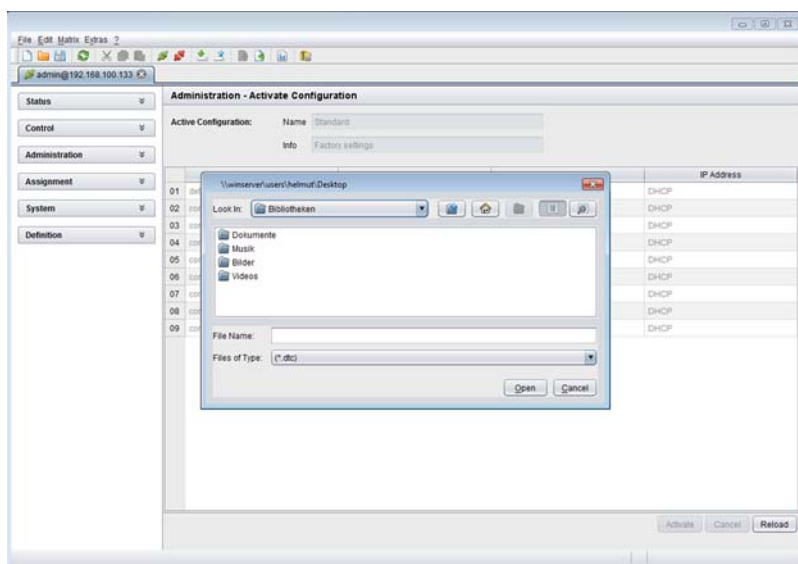 File Edit Matrix Extras ?
admin@192.168.100.133
Status
Control
Administration
Assignment
System
Definition
Administration - Activate Configuration
Active Configuration: Name Standard
Info Factory settings
IP Address
01 DHCP
02 DHCP
03 DHCP
04 DHCP
05 DHCP
06 DHCP
07 DHCP
08 DHCP
09 DHCP
\\winserver\users\helmut\Desktop
Look In: Bibliotheken
Dokumente
Musik
Bilder
Videos
File Name:
Files of Type: (*.dtc)
Open Cancel
Activate Cancel Reload